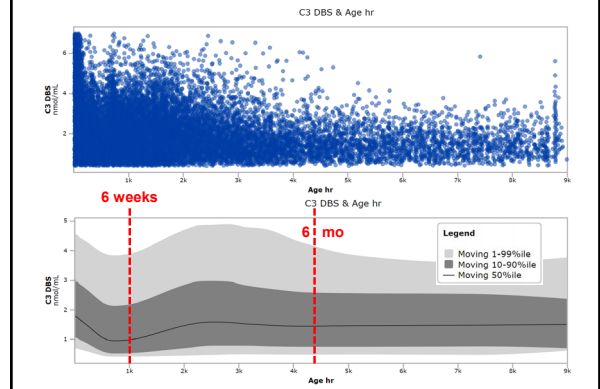 C3 DBS & Age hr
6
4
2
C3 DBS
nmol/mL
1k
2k
3k
4k
5k
6k
7k
8k
9k
Age hr
6 weeks
C3 DBS & Age hr
5
4
3
2
1
C3 DBS
nmol/mL
6 mo
Legend
Moving 1-99%ile
Moving 10-90%ile
Moving 50%ile
1k
2k
3k
4k
5k
6k
7k
8k
9k
Age hr